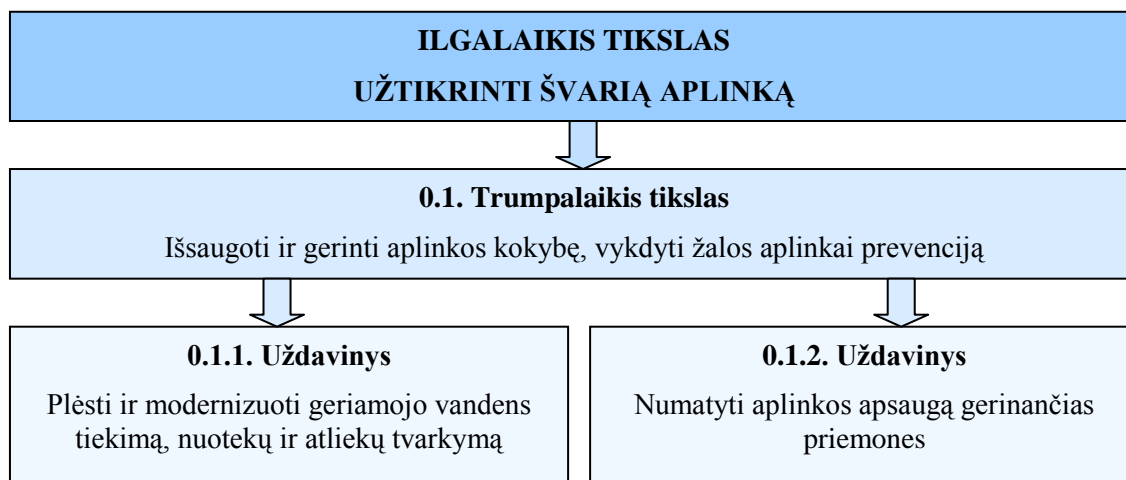 ILGALAIKIS TIKSLAS
UŽTIKRINTI ŠVARIĄ APLINKĄ
0.1. Trumpalaikis tikslas
Išsaugoti ir gerinti aplinkos kokybę, vykdyti žalos aplinkai prevenciją
0.1.1. Uždavinys
Plėsti ir modernizuoti geriamojo vandens
tiekimą, nuotekų ir atliekų tvarkymą
0.1.2. Uždavinys
Numatyti aplinkos apsaugą gerinančias
priemones